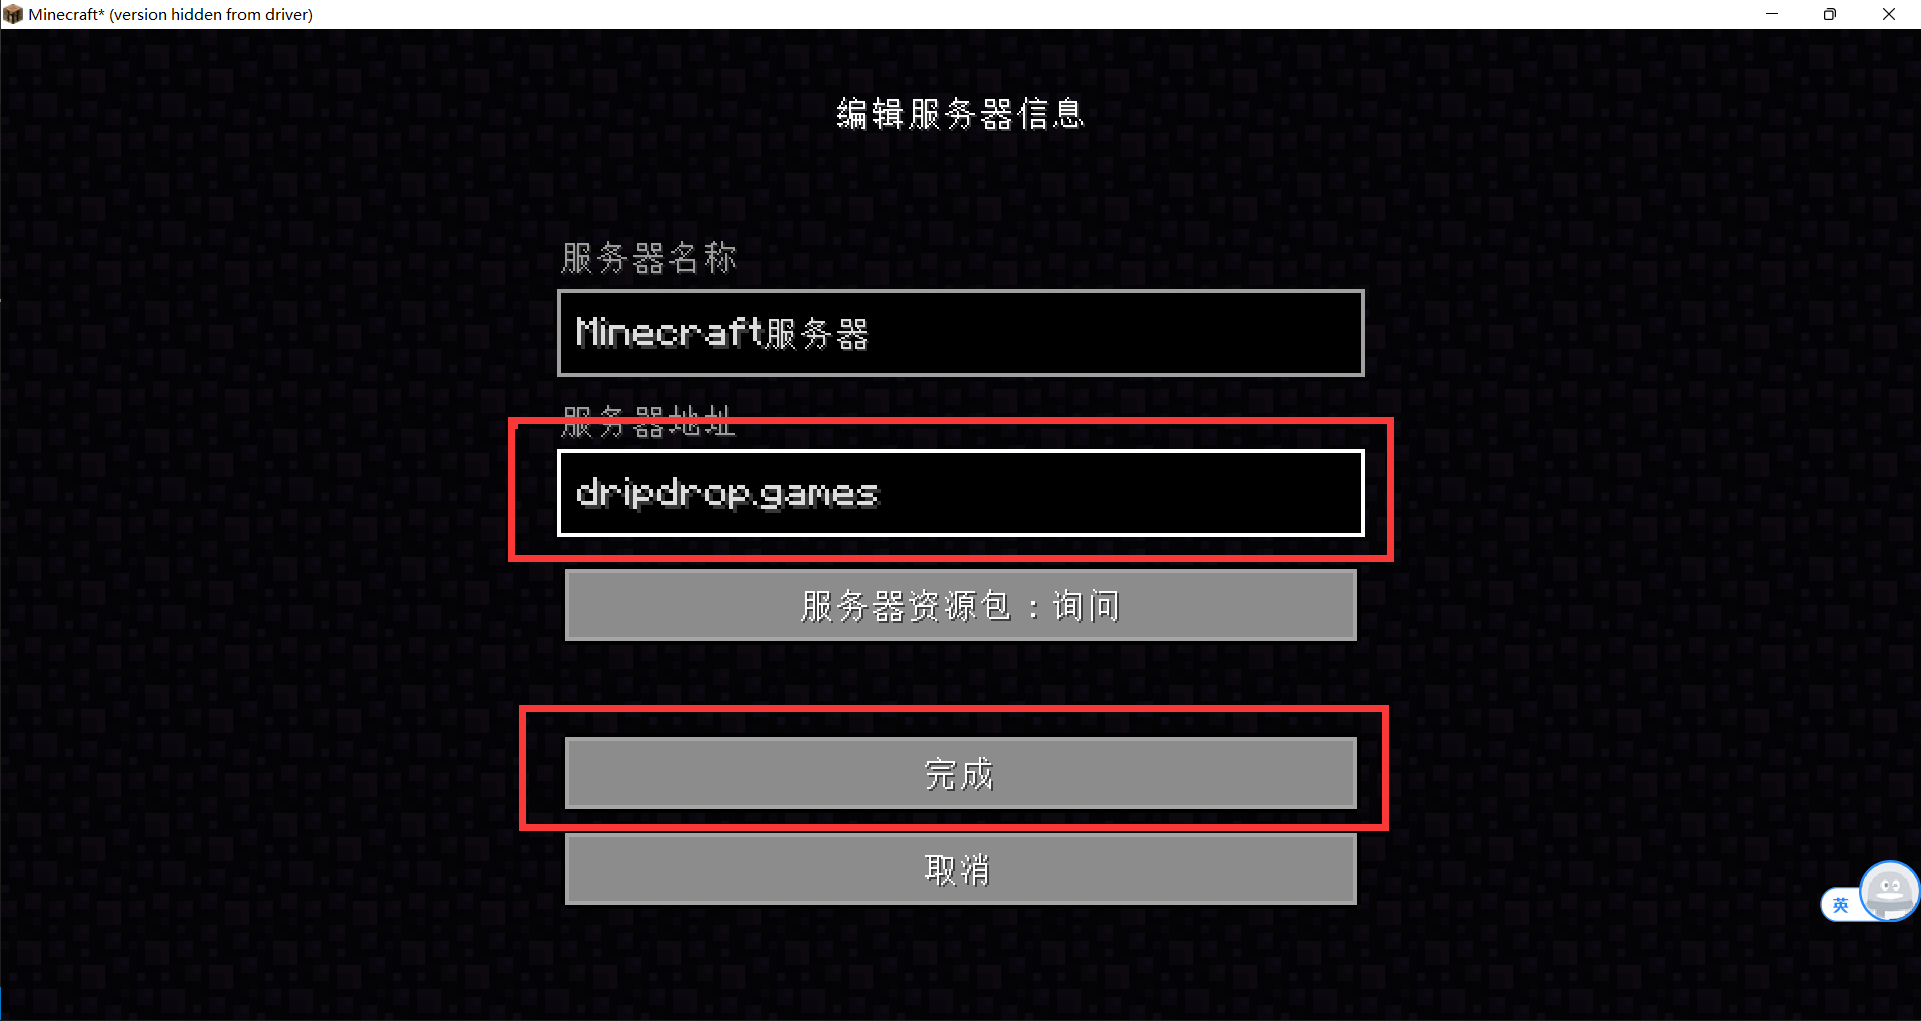 Minecraft* (version hidden from driver)
编辑服务器信息
服务器名称
Minecraft服务器
服务器地址
dripdrop.games
服务器资源包：询问
完成
取消
英